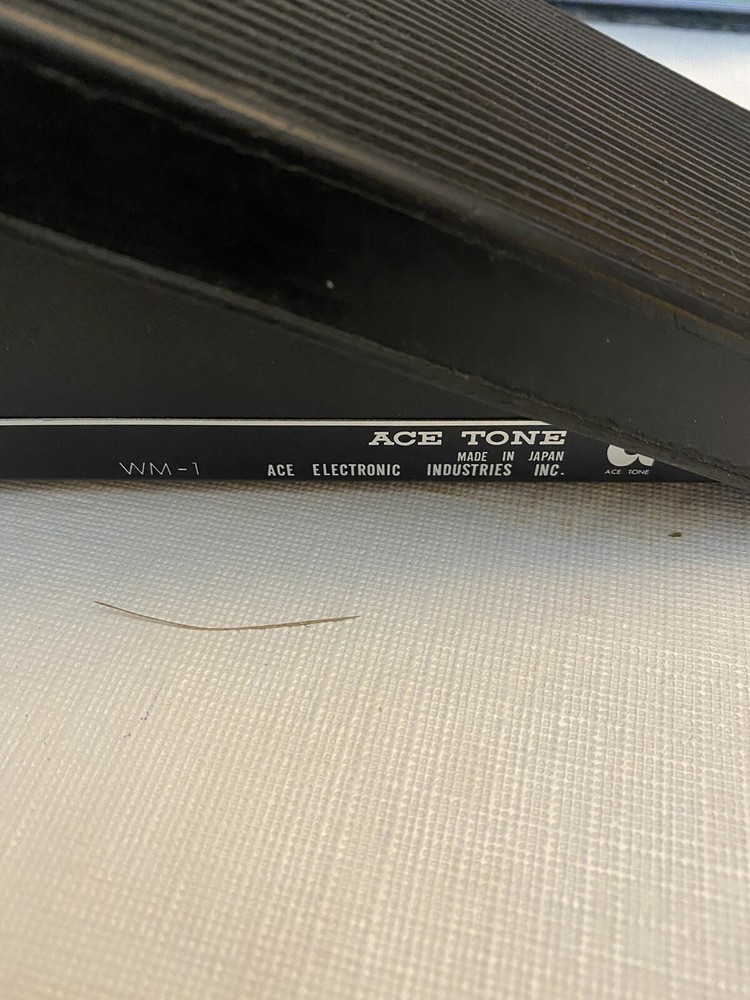 ACE TONE
MADE IN JAPAN
WM-1 ACE ELECTRONIC INDUSTRIES INC.
ACE TONE